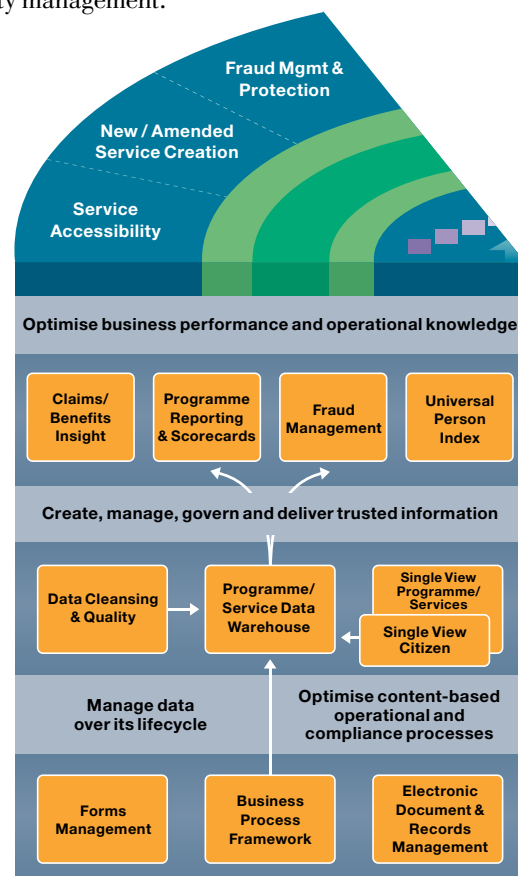 ty management.
Fraud Mgmt &
Protection
New / Amended
Service Creation
Service
Accessibility
Optimise business performance and operational knowledge
Claims/
Benefits
Insight
Programme
Reporting
& Scorecards
Fraud
Management
Universal
Person
Index
Create, manage, govern and deliver trusted information
Data Cleansing
& Quality
Programme/
Service Data
Warehouse
Single View
Programme/
Services
Single View
Citizen
Manage data
over its lifecycle
Optimise content-based
operational and
compliance processes
Forms
Management
Business
Process
Framework
Electronic
Document &
Records
Management